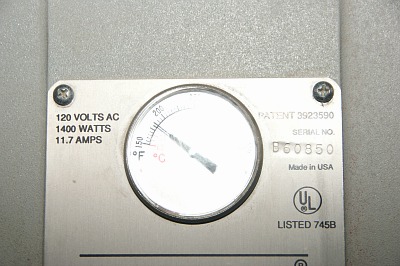 120 VOLTS AC
1400 WATTS
11.7 AMPS
200
150
°F
°C
PATENT 3923590
SERIAL NO.
B60850
Made in USA
UL
®
LISTED 745B
®